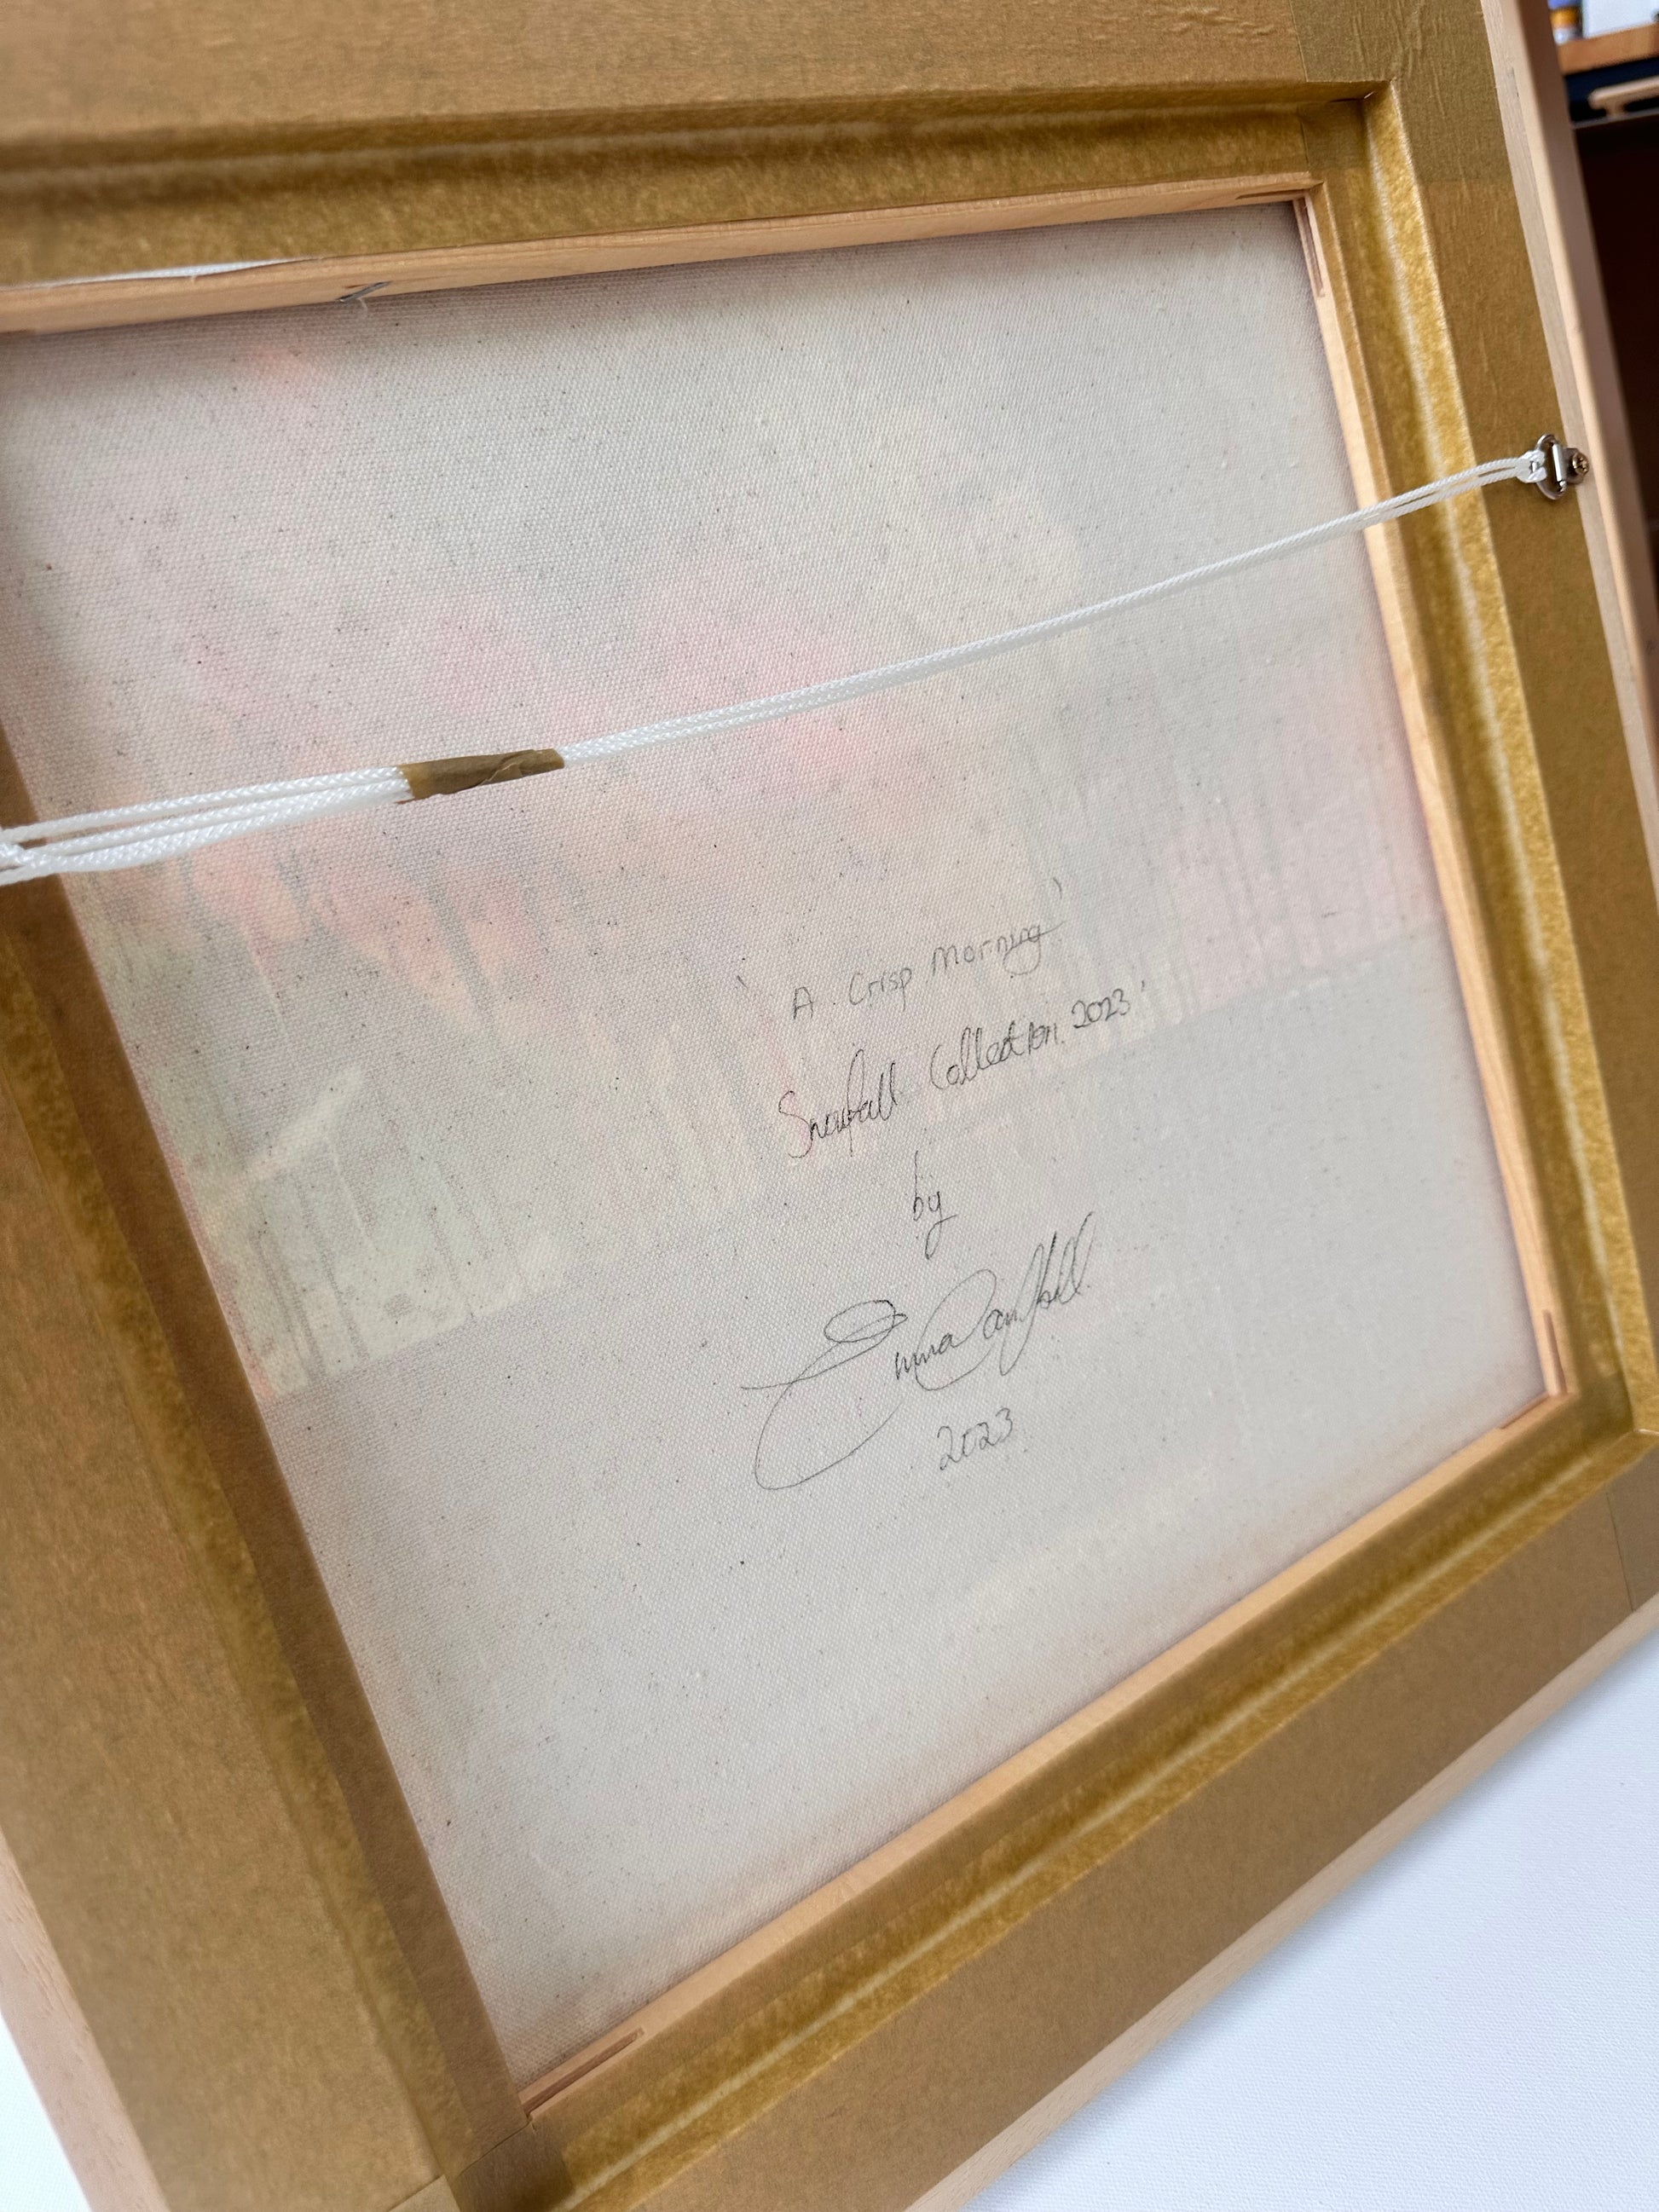 'A Crisp Morning'
Snowfall Collection 2023'
by
Emma Campbell
2023